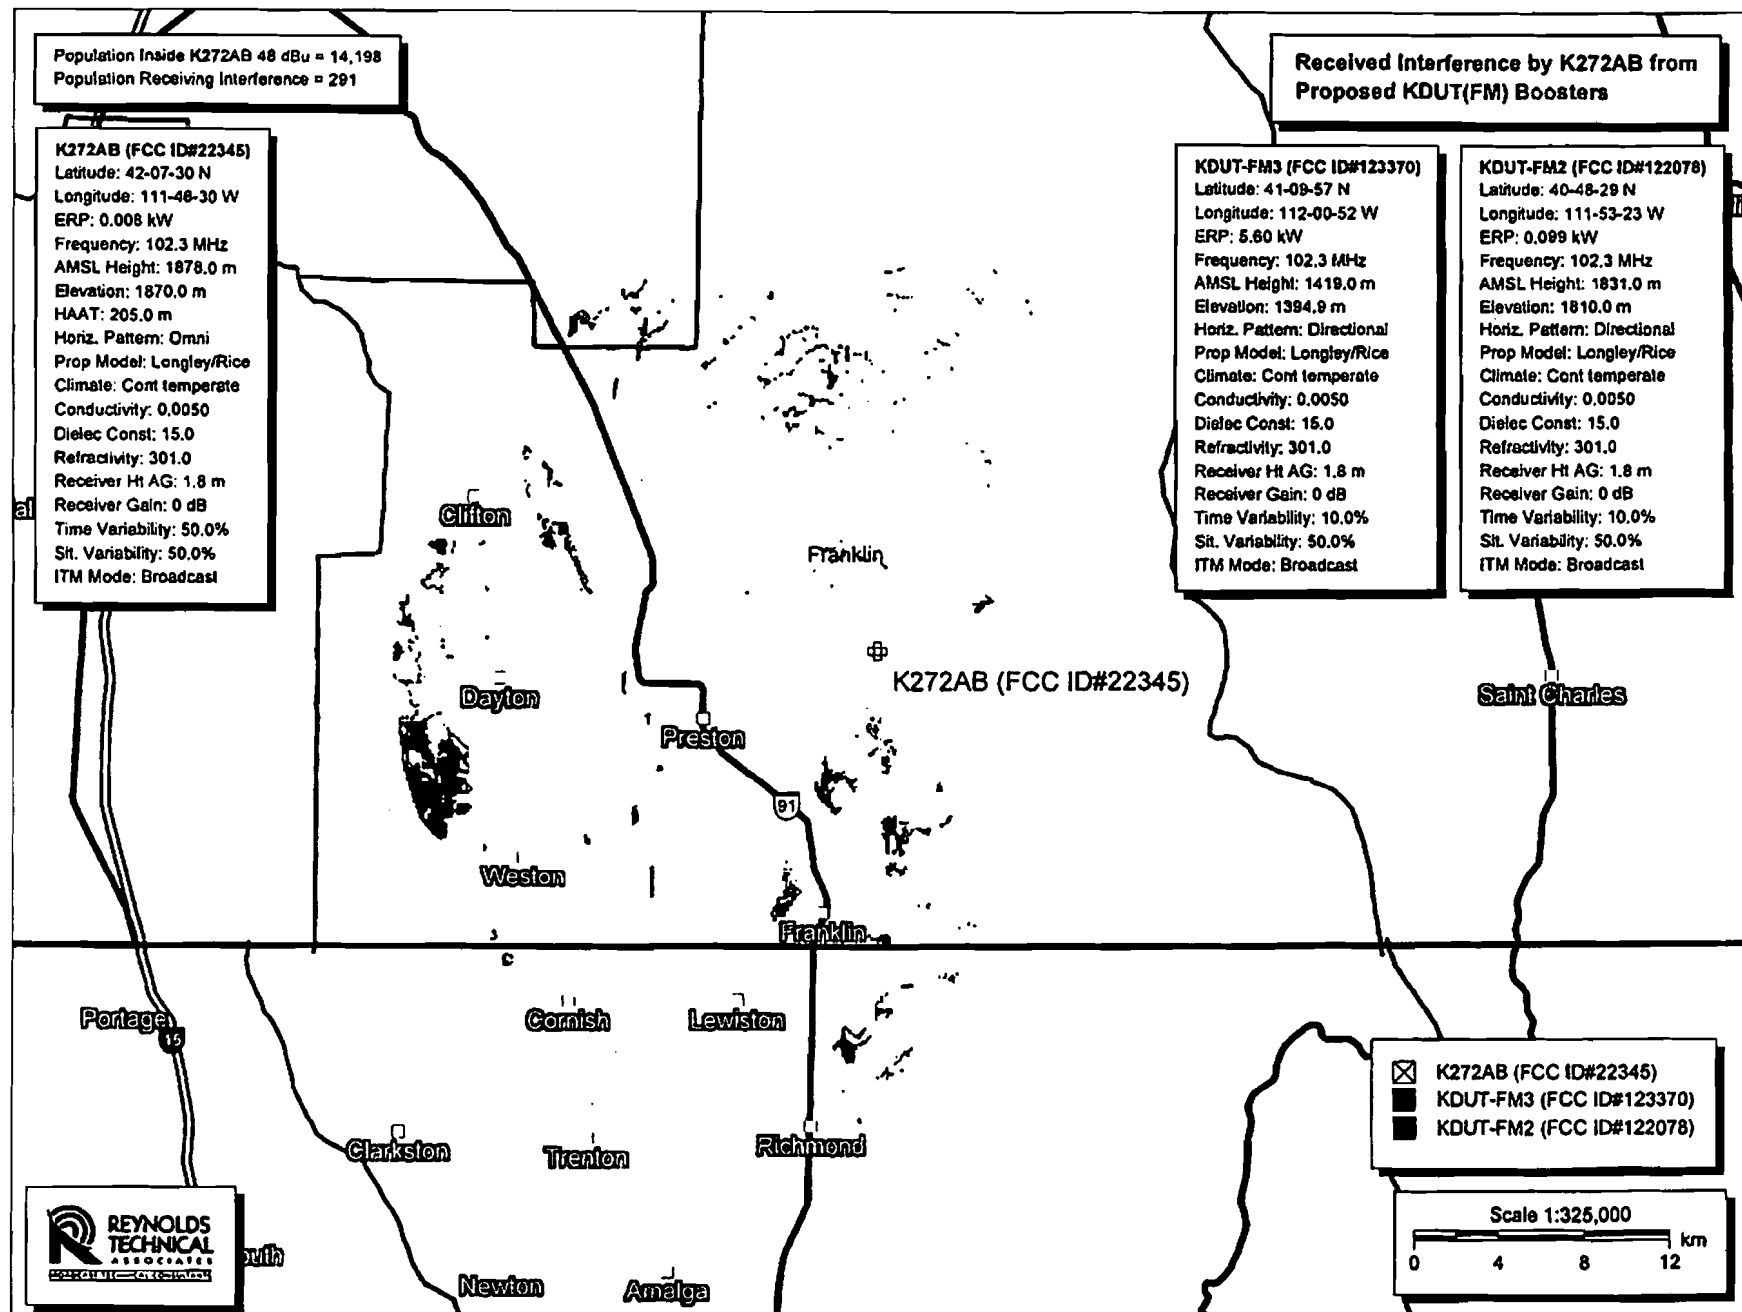 Population Inside K272AB 48 dBu = 14,198
Population Receiving Interference = 291
Received Interference by K272AB from
Proposed KDUT(FM) Boosters
K272AB (FCC ID#22345)
Latitude: 42-07-30 N
Longitude: 111-46-30 W
ERP: 0.008 kW
Frequency: 102.3 MHz
AMSL Height: 1878.0 m
Elevation: 1870.0 m
HAAT: 205.0 m
Horiz. Pattern: Omni
Prop Model: Longley/Rice
Climate: Cont temperate
Conductivity: 0.0050
Dielec Const: 15.0
Refractivity: 301.0
Receiver Ht AG: 1.8 m
Receiver Gain: 0 dB
Time Variability: 50.0%
Sit. Variability: 50.0%
ITM Mode: Broadcast
KDUT-FM3 (FCC ID#123370)
Latitude: 41-09-57 N
Longitude: 112-00-52 W
ERP: 5.60 kW
Frequency: 102.3 MHz
AMSL Height: 1419.0 m
Elevation: 1394.9 m
Horiz. Pattern: Directional
Prop Model: Longley/Rice
Climate: Cont temperate
Conductivity: 0.0050
Dielec Const: 15.0
Refractivity: 301.0
Receiver Ht AG: 1.8 m
Receiver Gain: 0 dB
Time Variability: 10.0%
Sit. Variability: 50.0%
ITM Mode: Broadcast
KDUT-FM2 (FCC ID#122078)
Latitude: 40-48-29 N
Longitude: 111-53-23 W
ERP: 0.099 kW
Frequency: 102.3 MHz
AMSL Height: 1831.0 m
Elevation: 1810.0 m
Horiz. Pattern: Directional
Prop Model: Longley/Rice
Climate: Cont temperate
Conductivity: 0.0050
Dielec Const: 15.0
Refractivity: 301.0
Receiver Ht AG: 1.8 m
Receiver Gain: 0 dB
Time Variability: 10.0%
Sit. Variability: 50.0%
ITM Mode: Broadcast
Clifton
Franklin
K272AB (FCC ID#22345)
Dayton
Saint Charles
Preston
91
Weston
Franklin
Portage
15
Cornish
Lewiston
Clarkston
Trenton
Richmond
Newton
Amalga
K272AB (FCC ID#22345)
KDUT-FM3 (FCC ID#123370)
KDUT-FM2 (FCC ID#122078)
REYNOLDS
TECHNICAL
ASSOCIATES
Scale 1:325,000
km
0 4 8 12